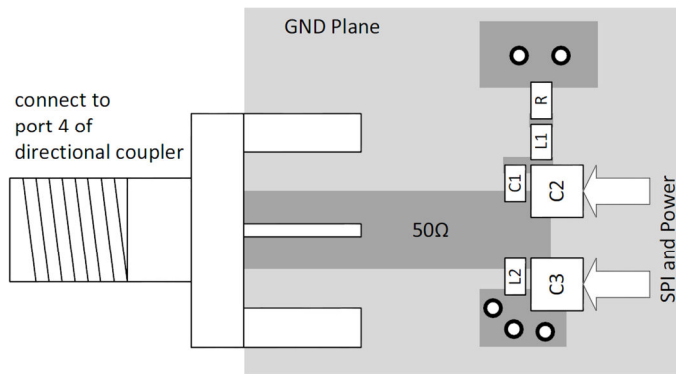 GND Plane
connect to
port 4 of
directional coupler
R
L1
C1
C2
50Ω
L2
C3
SPI and Power